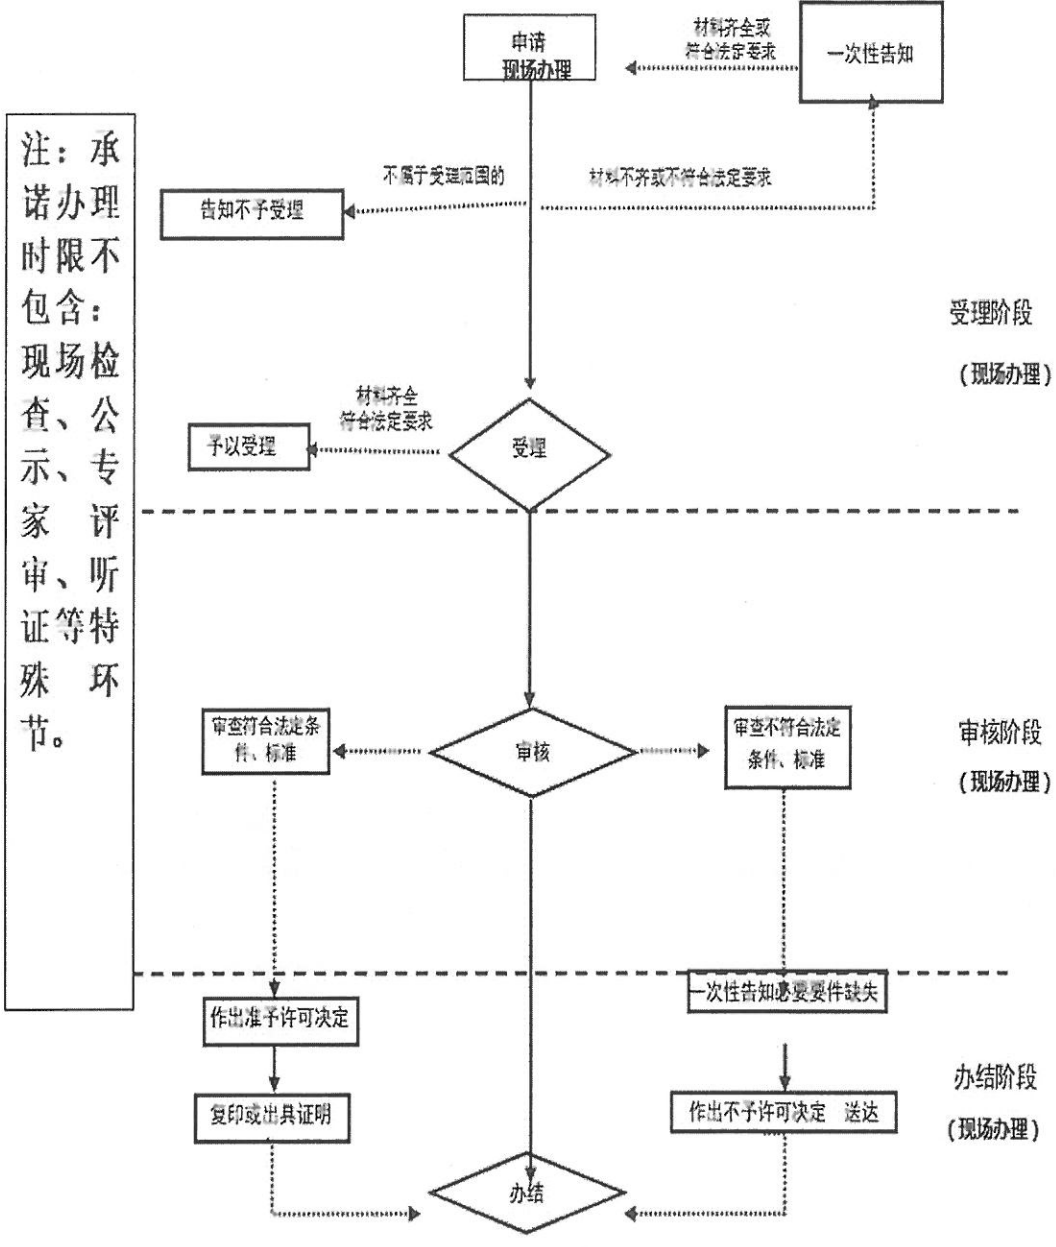 申请
现场办理
材料齐全或
符合法定要求
一次性告知
注：承
诺办理
时限不
包含：
现场检
查、公
示、专
家评
审、听
证等特
殊环
节。
不属于受理范围的
材料不齐或不符合法定要求
告知不予受理
受理阶段
(现场办理)
材料齐全
符合法定要求
予以受理
受理
审查符合法定条
件、标准
审核
审查不符合法定
条件、标准
审核阶段
(现场办理)
作出准予许可决定
一次性告知必要要件缺失
复印或出具证明
作出不予许可决定 送达
办结阶段
(现场办理)
办结